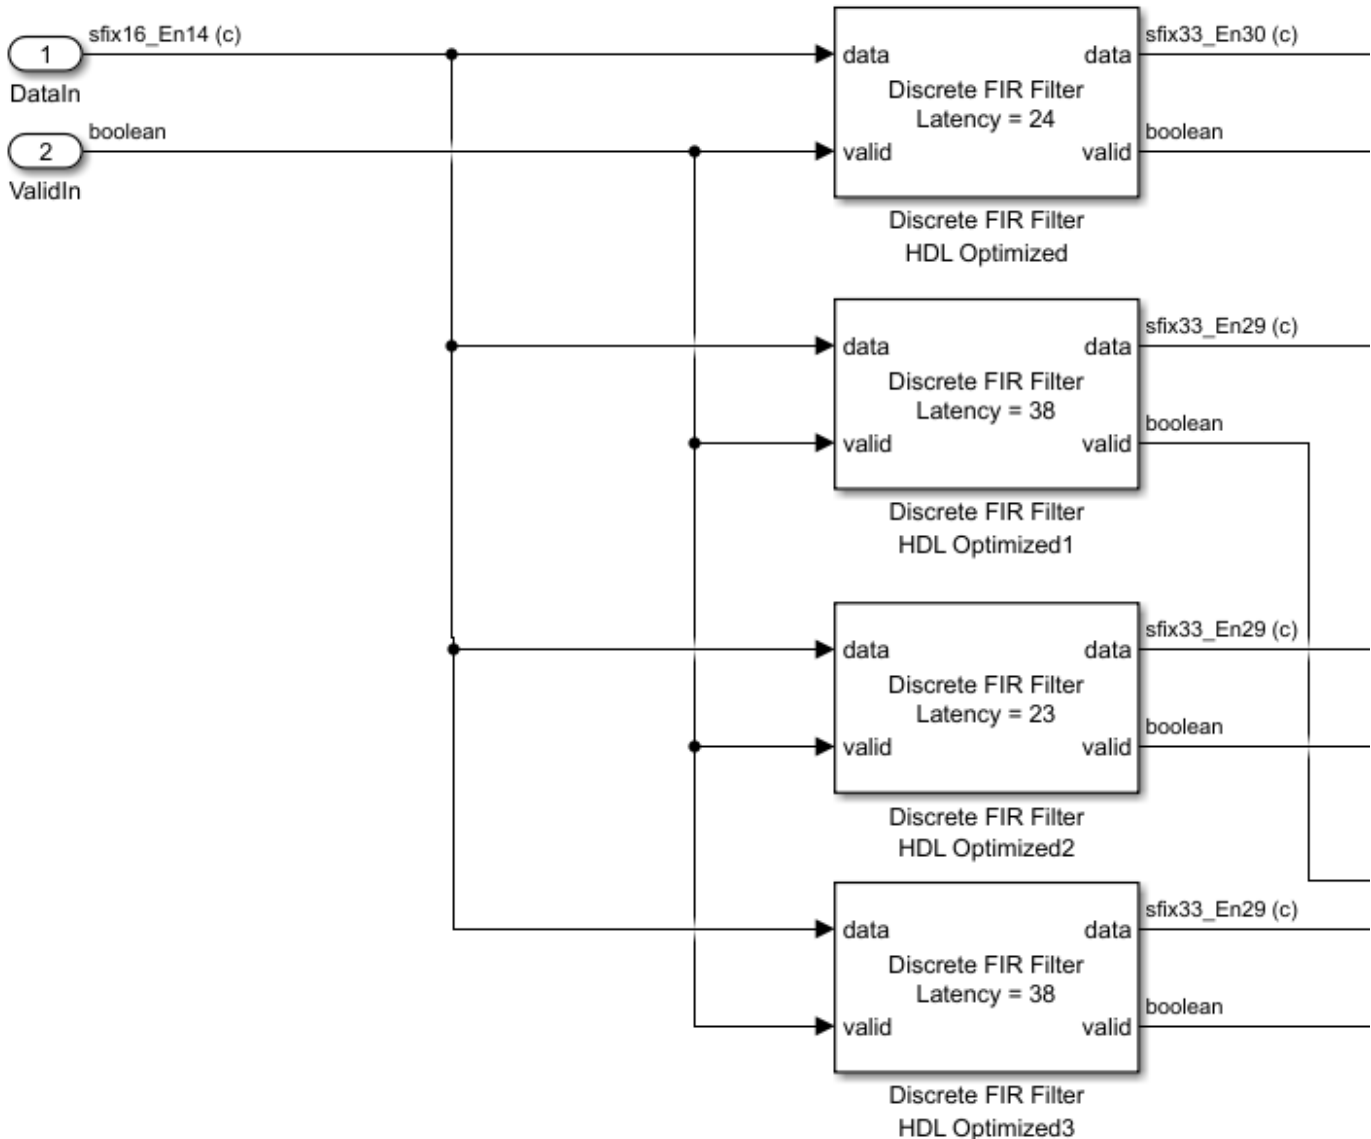 1
sfix16_En14 (c)
DataIn
2
boolean
ValidIn
data
data
sfix33_En30 (c)
Discrete FIR Filter
Latency = 24
valid
valid
boolean
Discrete FIR Filter
HDL Optimized
data
data
sfix33_En29 (c)
Discrete FIR Filter
Latency = 38
valid
valid
boolean
Discrete FIR Filter
HDL Optimized1
data
data
sfix33_En29 (c)
Discrete FIR Filter
Latency = 23
valid
valid
boolean
Discrete FIR Filter
HDL Optimized2
data
data
sfix33_En29 (c)
Discrete FIR Filter
Latency = 38
valid
valid
boolean
Discrete FIR Filter
HDL Optimized3